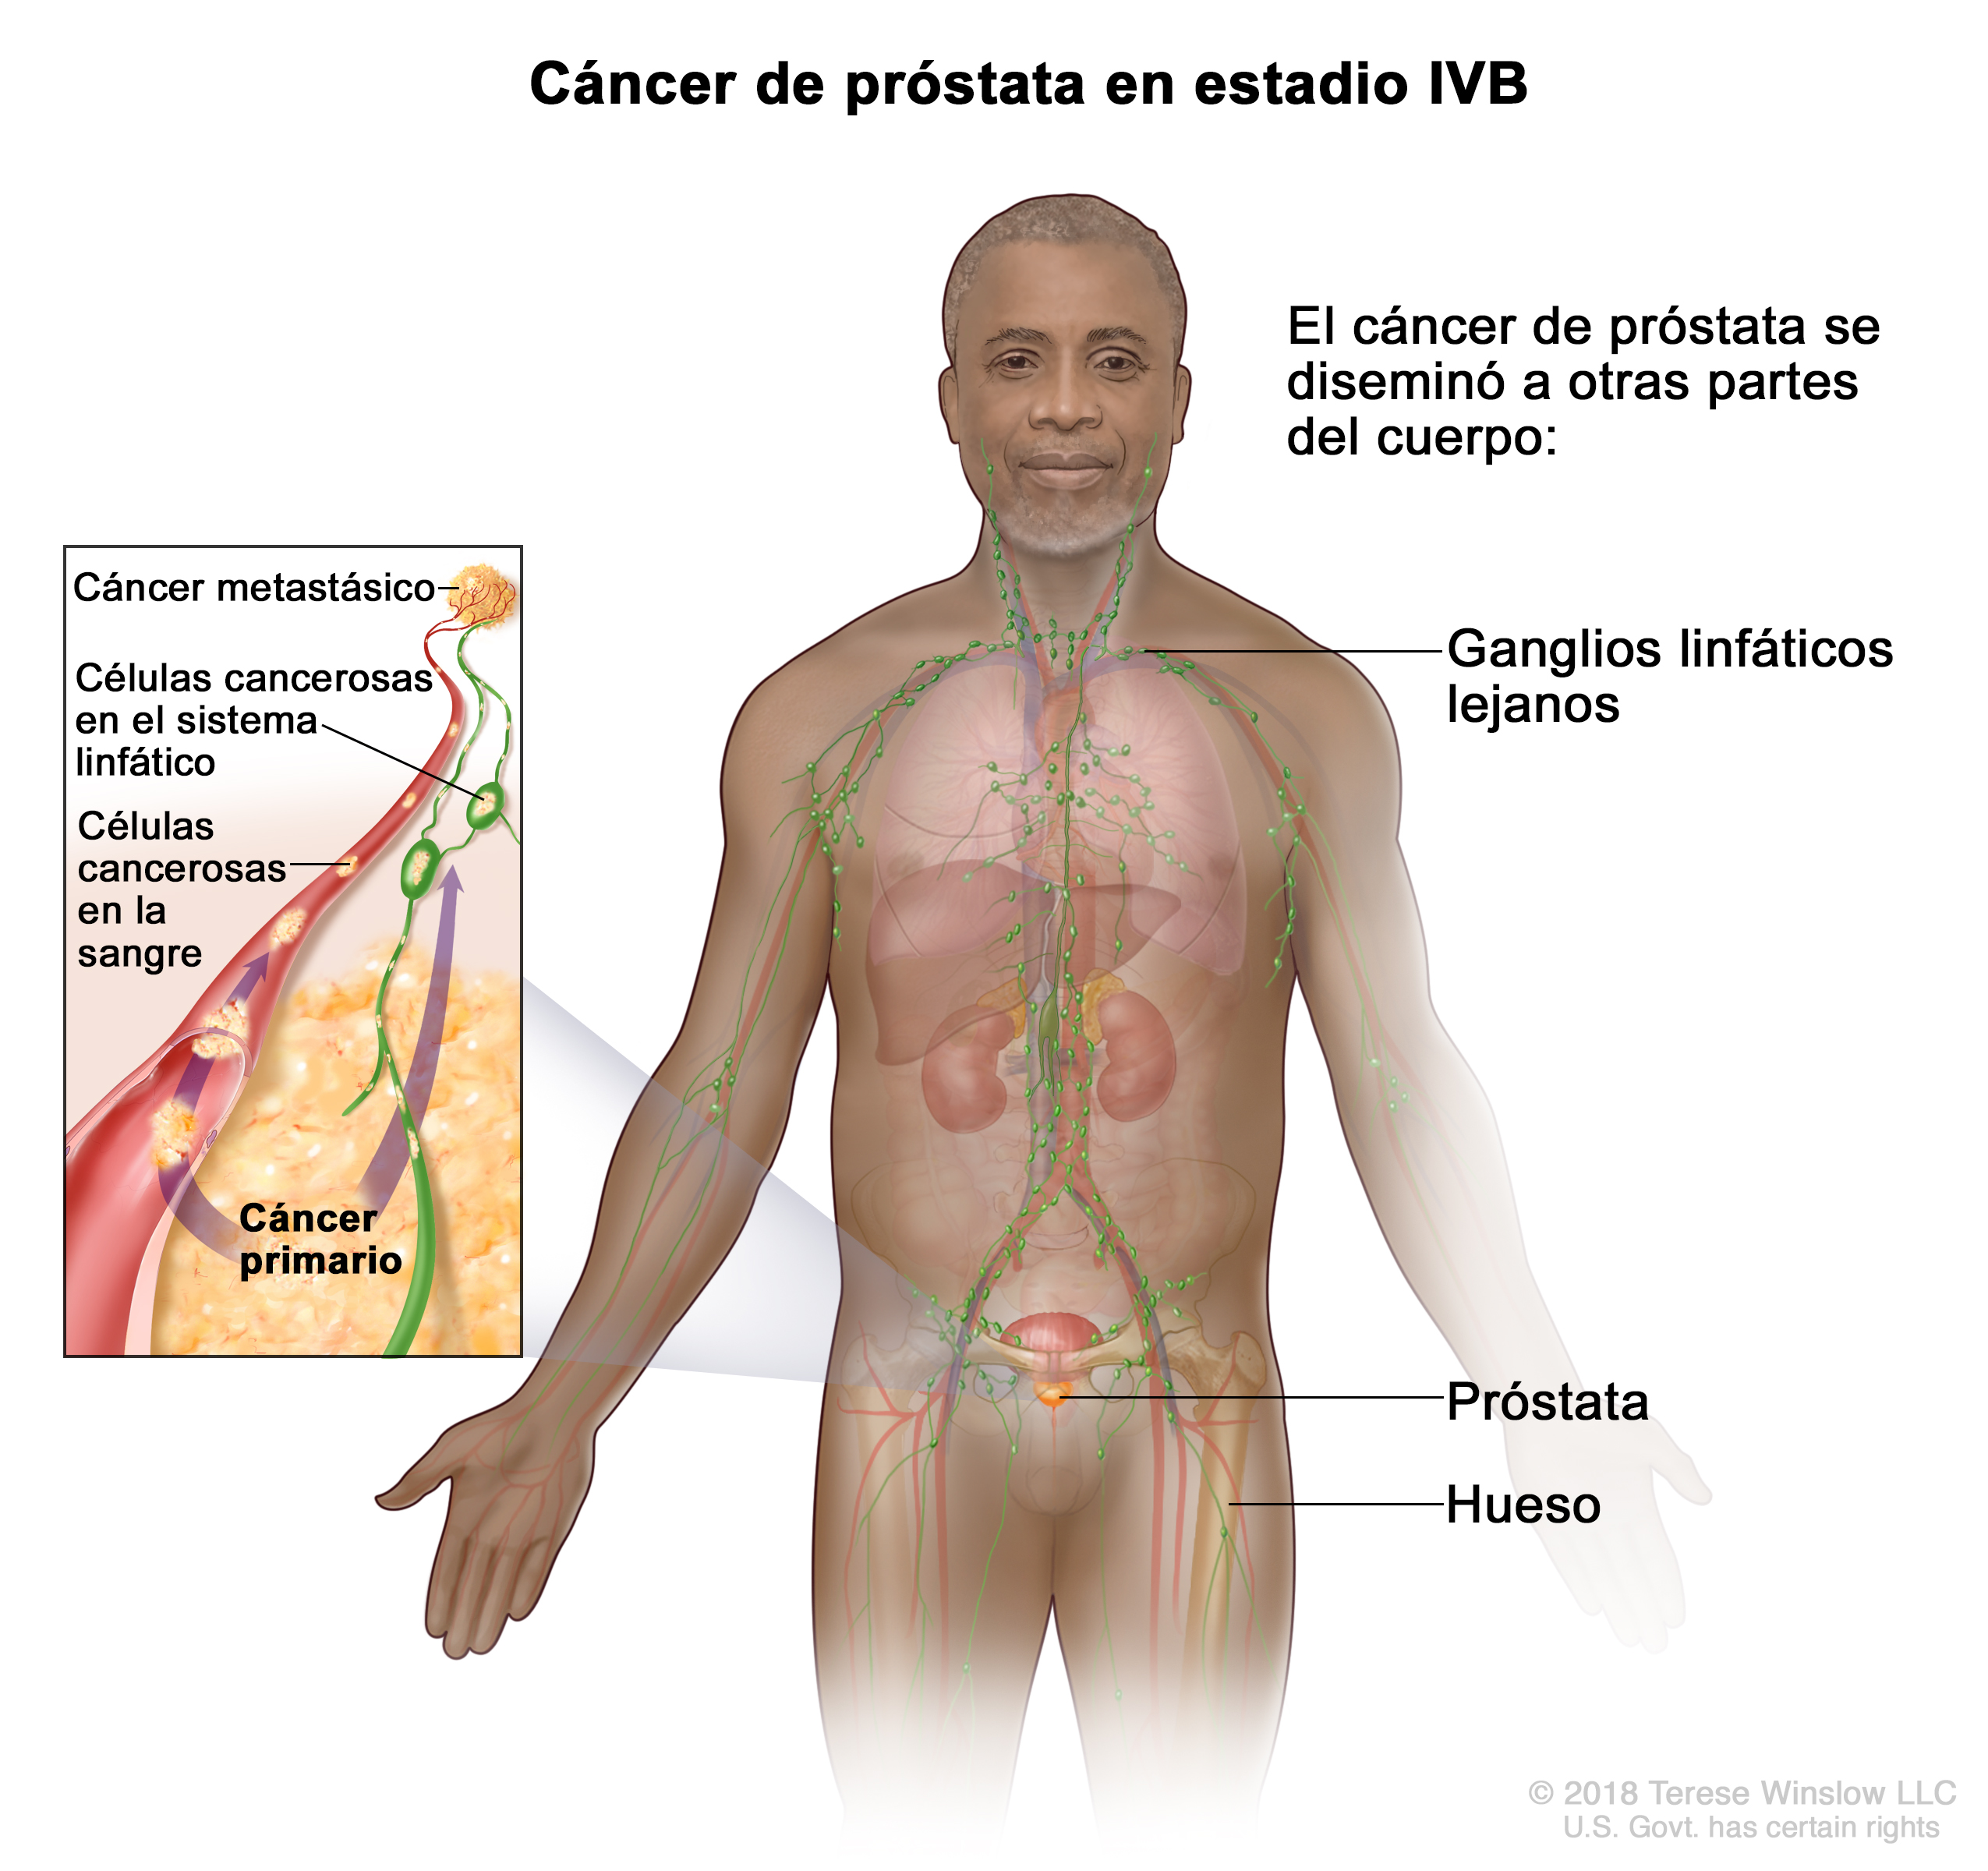 Cáncer de próstata en estadio IVB
El cáncer de próstata se
diseminó a otras partes
del cuerpo:
Cáncer metastásico
Células cancerosas
en el sistema
linfático
Células
cancerosas
en la
sangre
Cáncer
primario
Ganglios linfáticos
lejanos
Próstata
Hueso
© 2018 Terese Winslow LLC
U.S. Govt. has certain rights